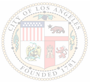 CITY OF LOS ANGELES
FOUNDED 1781